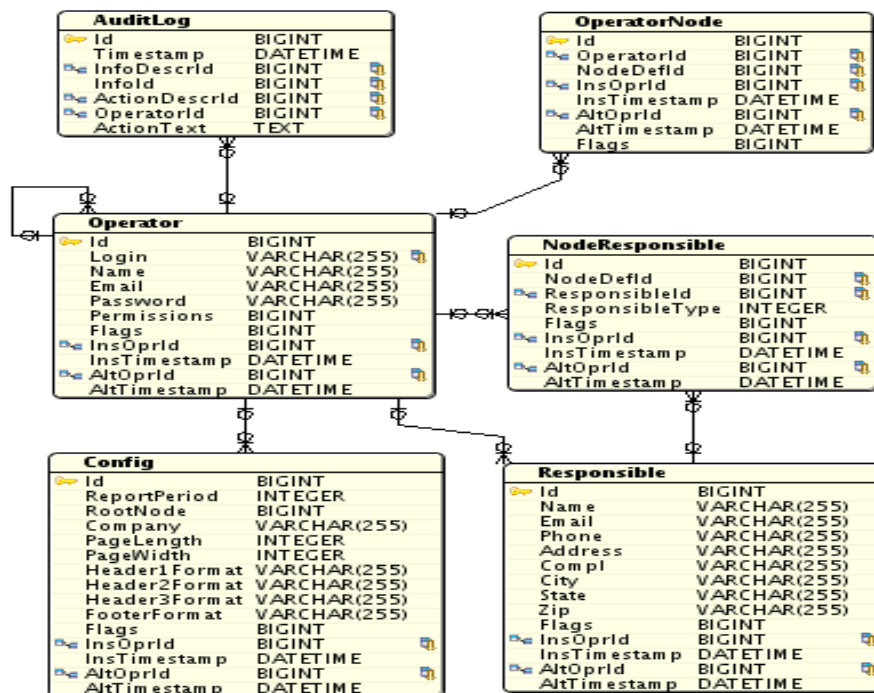 AuditLog
Id BIGINT
Timestamp DATETIME
InfoDescrId BIGINT
InfoId BIGINT
ActionDescrId BIGINT
OperatorId BIGINT
ActionText TEXT
OperatorNode
Id BIGINT
OperatorId BIGINT
NodeDefId BIGINT
InsOprId BIGINT
InsTimestamp DATETIME
AltOprId BIGINT
AltTimestamp DATETIME
Flags BIGINT
Operator
Id BIGINT
Login VARCHAR(255)
Name VARCHAR(255)
Email VARCHAR(255)
Password VARCHAR(255)
Permissions BIGINT
Flags BIGINT
InsOprId BIGINT
InsTimestamp DATETIME
AltOprId BIGINT
AltTimestamp DATETIME
NodeResponsible
Id BIGINT
NodeDefId BIGINT
ResponsibleId BIGINT
ResponsibleType INTEGER
Flags BIGINT
InsOprId BIGINT
InsTimestamp DATETIME
AltOprId BIGINT
AltTimestamp DATETIME
Config
Id BIGINT
ReportPeriod INTEGER
RootNode BIGINT
Company VARCHAR(255)
PageLength INTEGER
PageWidth INTEGER
Header1Format VARCHAR(255)
Header2Format VARCHAR(255)
Header3Format VARCHAR(255)
FooterFormat VARCHAR(255)
Flags BIGINT
InsOprId BIGINT
InsTimestamp DATETIME
AltOprId BIGINT
AltTimestamp DATETIME
Responsible
Id BIGINT
Name VARCHAR(255)
Email VARCHAR(255)
Phone VARCHAR(255)
Address VARCHAR(255)
Compl VARCHAR(255)
City VARCHAR(255)
State VARCHAR(255)
Zip VARCHAR(255)
Flags BIGINT
InsOprId BIGINT
InsTimestamp DATETIME
AltOprId BIGINT
AltTimestamp DATETIME